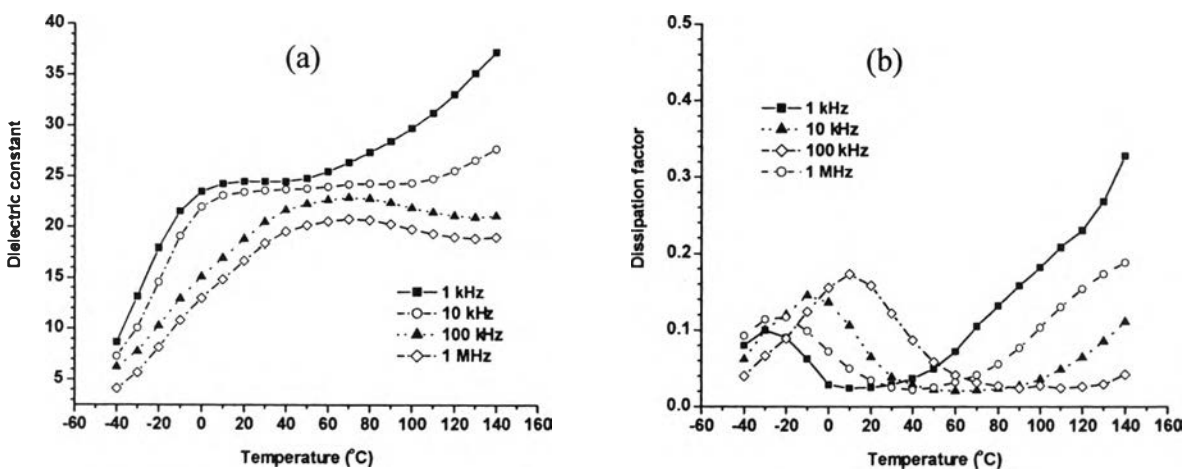 (a)
Dielectric constant
40
35
30
25
20
15
10
5
-60 -40 -20 0 20 40 60 80 100 120 140 160
Temperature (°C)
1 kHz
10 kHz
100 kHz
1 MHz
(b)
Dissipation factor
0.5
0.4
0.3
0.2
0.1
0.0
-60 -40 -20 0 20 40 60 80 100 120 140 160
Temperature (°C)
1 kHz
10 kHz
100 kHz
1 MHz